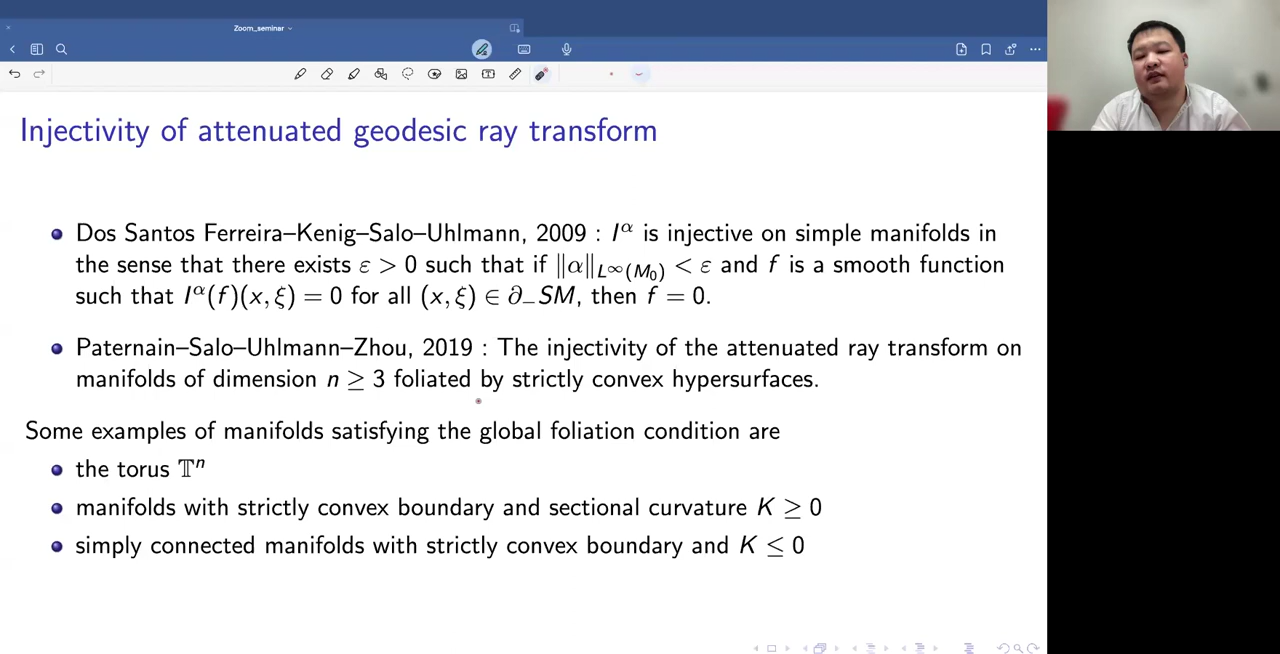 Zoom_seminar
Injectivity of attenuated geodesic ray transform
Dos Santos Ferreira–Kenig–Salo–Uhlmann, 2009 : I^α is injective on simple manifolds in
the sense that there exists ε > 0 such that if ‖α‖_{L^∞(M_0)} < ε and f is a smooth function
such that I^α(f)(x, ξ) = 0 for all (x, ξ) ∈ ∂_−SM, then f = 0.
Paternain–Salo–Uhlmann–Zhou, 2019 : The injectivity of the attenuated ray transform on
manifolds of dimension n ≥ 3 foliated by strictly convex hypersurfaces.
Some examples of manifolds satisfying the global foliation condition are
the torus 𝕋^n
manifolds with strictly convex boundary and sectional curvature K ≥ 0
simply connected manifolds with strictly convex boundary and K ≤ 0